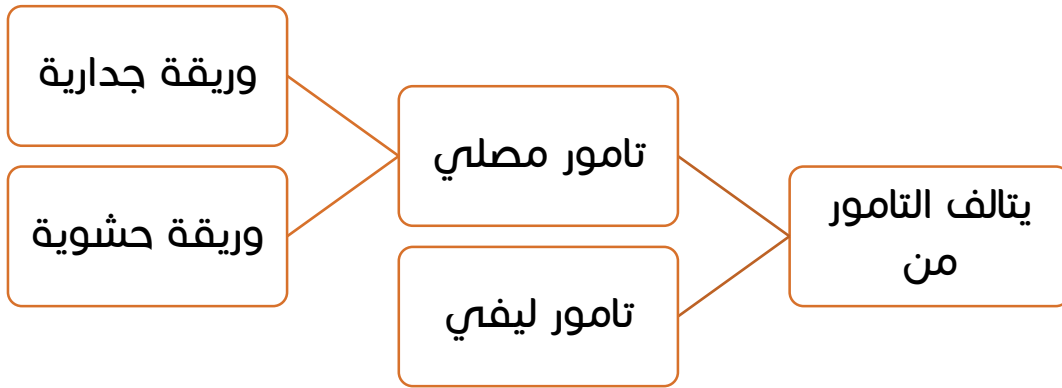 يتالف التامور
من
تامور مصلي
تامور ليفي
وريقة جدارية
وريقة حشوية